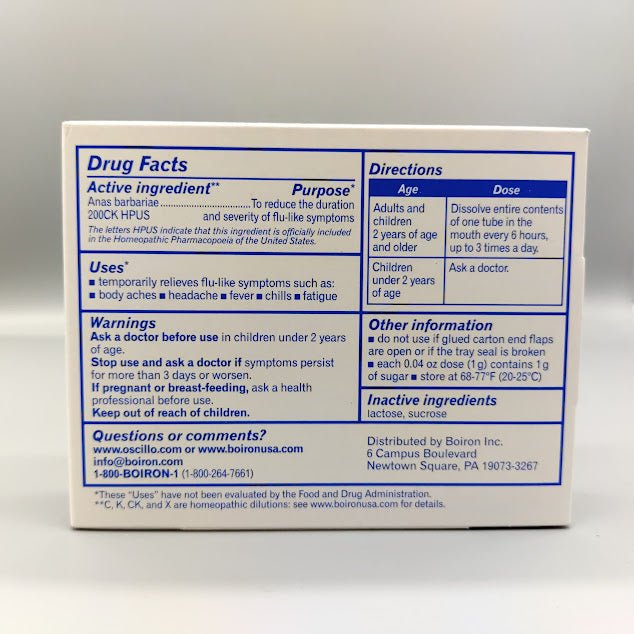 Drug Facts
Active ingredient** Purpose*
Anas barbariae..............................To reduce the duration
200CK HPUS and severity of flu-like symptoms
The letters HPUS indicate that this ingredient is officially included
in the Homeopathic Pharmacopoeia of the United States.
Uses*
■ temporarily relieves flu-like symptoms such as:
■ body aches ■ headache ■ fever ■ chills ■ fatigue
Warnings
Ask a doctor before use in children under 2 years
of age.
Stop use and ask a doctor if symptoms persist
for more than 3 days or worsen.
If pregnant or breast-feeding, ask a health
professional before use.
Keep out of reach of children.
Directions
Age Dose
Adults and
children
2 years of age
and older
Dissolve entire contents
of one tube in the
mouth every 6 hours,
up to 3 times a day.
Children
under 2 years
of age
Ask a doctor.
Other information
■ do not use if glued carton end flaps
are open or if the tray seal is broken
■ each 0.04 oz dose (1g) contains 1 g
of sugar ■ store at 68-77°F (20-25°C)
Inactive ingredients
lactose, sucrose
Questions or comments?
www.oscillo.com or www.boironusa.com
info@boiron.com
1-800-BOIRON-1 (1-800-264-7661)
Distributed by Boiron Inc.
6 Campus Boulevard
Newtown Square, PA 19073-3267
*These "Uses" have not been evaluated by the Food and Drug Administration.
**C, K, CK, and X are homeopathic dilutions: see www.boironusa.com for details.